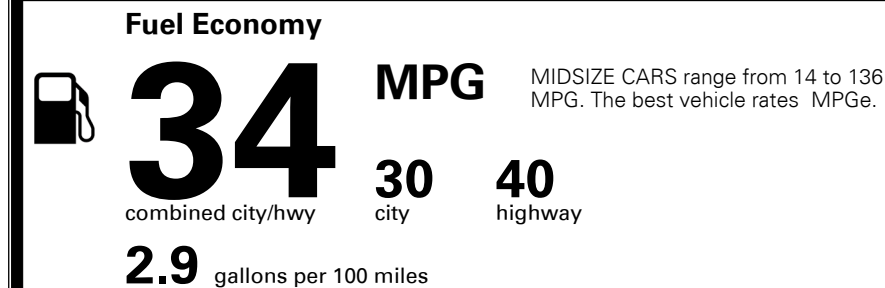 Fuel Economy
34
MPG
MIDSIZE CARS range from 14 to 136
MPG. The best vehicle rates  MPGe.
30
40
combined city/hwy
city
highway
2.9 gallons per 100 miles